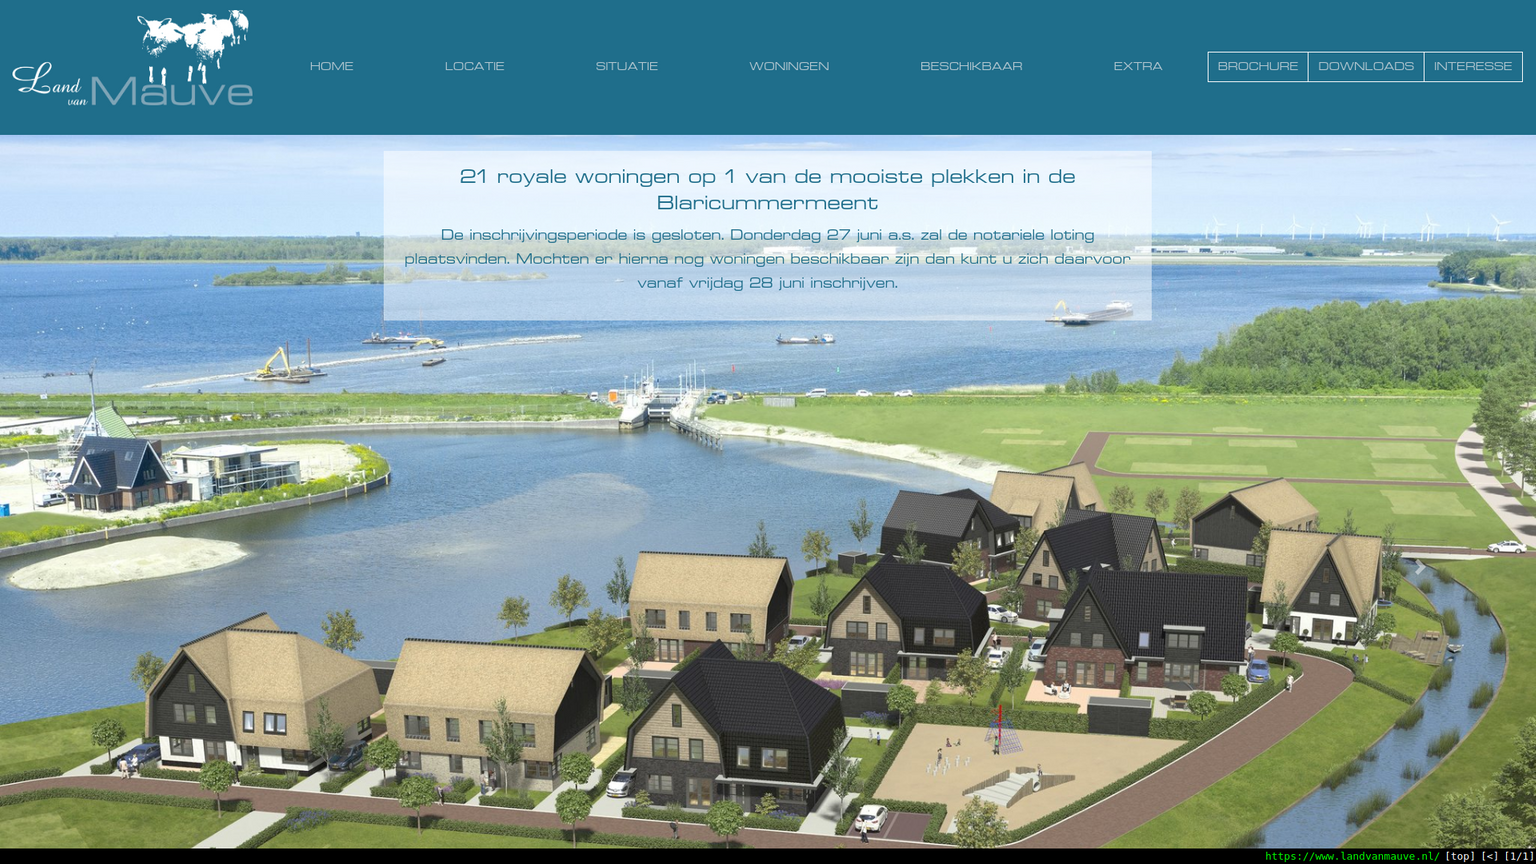 Land
van Mauve
HOME LOCATIE SITUATIE WONINGEN BESCHIKBAAR EXTRA BROCHURE DOWNLOADS INTERESSE
21 royale woningen op 1 van de mooiste plekken in de
Blaricummermeent
De inschrijvingsperiode is gesloten. Donderdag 27 juni a.s. zal de notariele loting
plaatsvinden. Mochten er hierna nog woningen beschikbaar zijn dan kunt u zich daarvoor
vanaf vrijdag 28 juni inschrijven.
https://www.landvanmauve.nl/ [top] [<] [1/1]